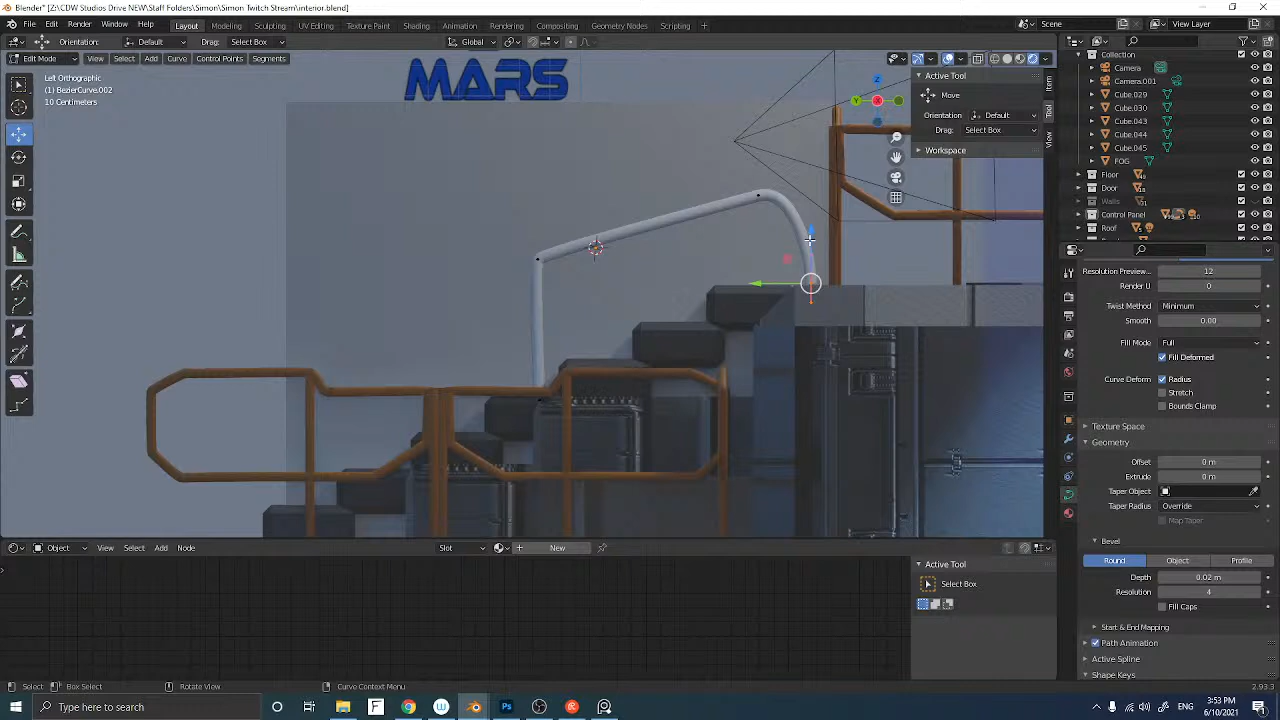 Blender* [Z:\CDW Studios Drive NEW\Staff Folders\Simon\Simon Twitch Stream\interior.blend]
File Edit Render Window Help Layout Modeling Sculpting UV Editing Texture Paint Shading Animation Rendering Compositing Geometry Nodes Scripting + Scene View Layer
Orientation: Default Drag: Select Box Global Options
Edit Mode View Select Add Curve Control Points Segments
Left Orthographic
(1) BezierCurve.002
10 Centimeters
MARS
Z
Y
X
Active Tool
Move
Orientation: Default
Drag: Select Box
Workspace
Item
Tool
View
Collection
Camera
Camera.001
Cube.029
Cube.030
Cube.043
Cube.044
Cube.045
FOG
Floor
Door
Walls
Control Panel
Roof
Resolution Preview... 12
Render U 0
Twist Method Minimum
Smooth 0.00
Fill Mode Full
Fill Deformed
Curve Deform Radius
Stretch
Bounds Clamp
Texture Space
Geometry
Offset 0 m
Extrude 0 m
Taper Object
Taper Radius Override
Map Taper
Bevel
Round Object Profile
Depth 0.02 m
Resolution 4
Fill Caps
Start & End Mapping
Path Animation
Active Spline
Shape Keys
Object View Select Add Node Slot New
Active Tool
Select Box
Select Box Select Rotate View Curve Context Menu 2.93.3
Type here to search
ENG
3:53 PM
6/10/2021